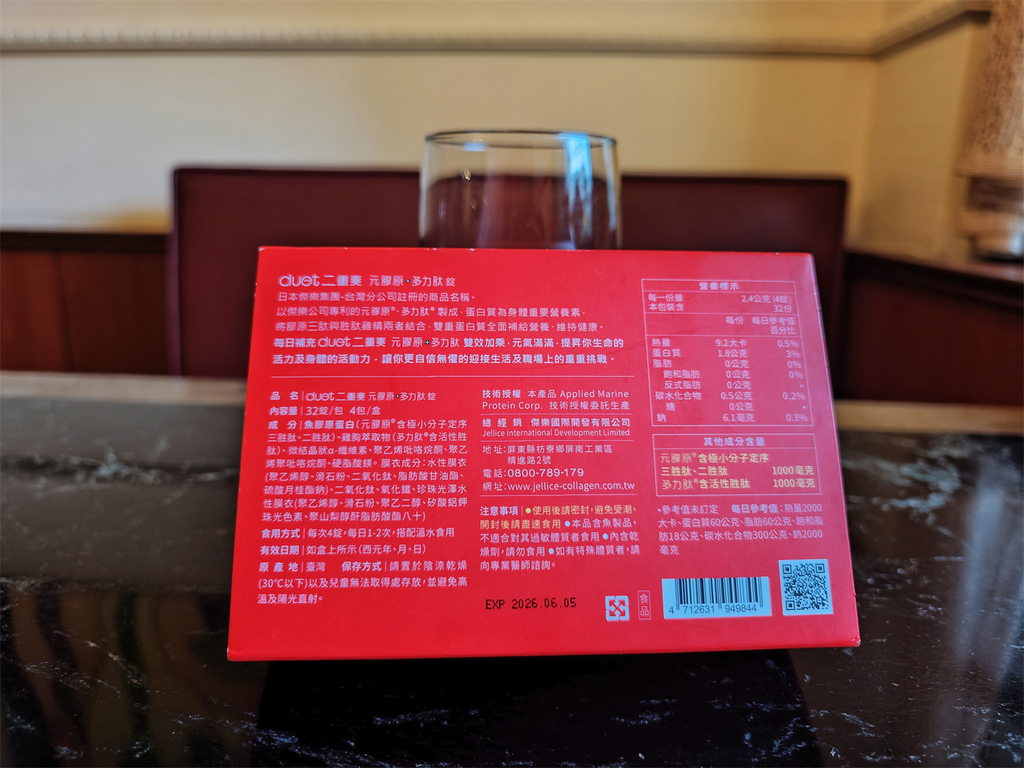 duet二重奏 元膠原+多力肽 錠
日本傑樂集團-台灣分公司註冊的商品名稱。
以傑樂公司專利的元膠原®、多力肽® 製成，蛋白質為身體重要營養素，
將膠原三肽與胜肽雞精兩者結合，雙重蛋白質全面補給營養、維持健康。
每日補充duet二重奏 元膠原+多力肽 雙效加乘，元氣滿滿，提昇你生命的
活力及身體的活動力，讓你更自信無懼的迎接生活及職場上的重重挑戰。
品 名｜duet二重奏 元膠原+多力肽 錠
內容量｜32錠/包 4包/盒
成 分｜魚膠原蛋白(元膠原®含極小分子定序
三胜肽、二胜肽)、雞胸萃取物(多力肽®含活性胜
肽)、微結晶狀α-纖維素、聚乙烯吡咯烷酮、聚乙
烯聚吡咯烷酮、硬脂酸鎂。膜衣成分:水性膜衣
(聚乙烯醇、滑石粉、二氧化鈦、脂肪酸甘油酯、
硫酸月桂酯鈉)、二氧化鈦、氧化鐵、珍珠光澤水
性膜衣(聚乙烯醇、滑石粉、聚乙二醇、矽酸鋁鉀
珠光色素、聚山梨醇酐脂肪酸酯八十)
食用方式｜每次4錠，每日1-2次，搭配溫水食用
有效日期｜如盒上所示(西元年、月、日)
原 產 地｜臺灣 保存方式｜請置於陰涼乾燥
(30℃以下)以及兒童無法取得處存放，並避免高
溫及陽光直射。
技術授權 本產品 Applied Marine
Protein Corp. 技術授權委託生產
總 經 銷 傑樂國際開發有限公司
Jellice International Development Limited
地址:屏東縣枋寮鄉屏南工業區
精進路2號
電話:0800-789-179
網址:www.jellice-collagen.com.tw
注意事項｜●使用後請密封，避免受潮，
開封後請盡速食用 ●本品含魚製品，
不適合對其過敏體質者食用 ●內含乾
燥劑，請勿食用 ●如有特殊體質者，請
向專業醫師諮詢。
EXP 2026.06.05
食品
4 712631 949844
營養標示
每一份量 2.4公克(4錠)
本包裝含 32份
每份 每日參考值
百分比
熱量 9.2大卡 0.5%
蛋白質 1.8公克 3%
脂肪 0公克 0%
飽和脂肪 0公克 0%
反式脂肪 0公克 -
碳水化合物 0.5公克 0.2%
糖 0公克 -
鈉 6.1毫克 0.3%
其他成分含量
元膠原®含極小分子定序
三胜肽、二胜肽 1000毫克
多力肽®含活性胜肽 1000毫克
*參考值未訂定 每日參考值:熱量2000
大卡、蛋白質60公克、脂肪60公克、飽和脂
肪18公克、碳水化合物300公克、鈉2000
毫克